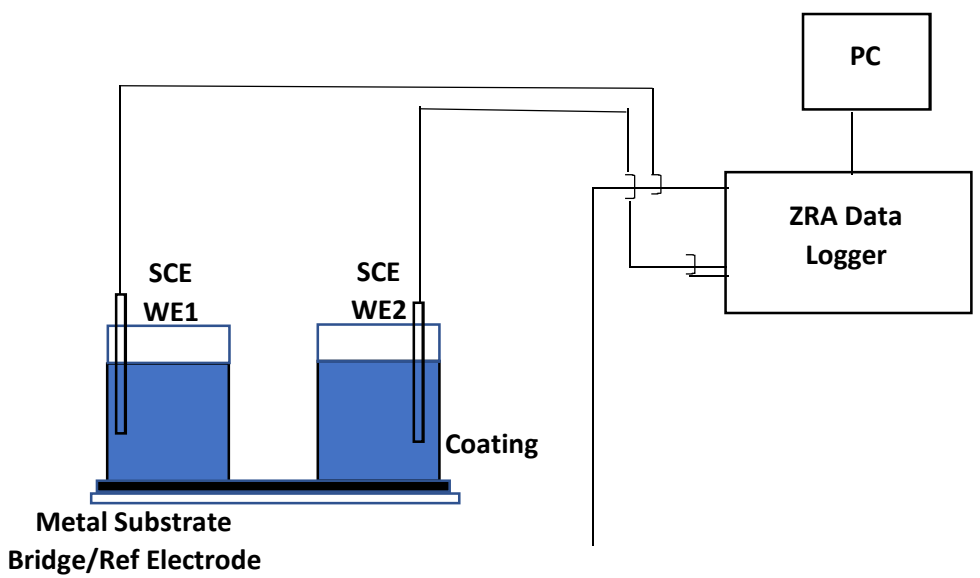 PC
ZRA Data
Logger
SCE
WE1
SCE
WE2
Coating
Metal Substrate
Bridge/Ref Electrode